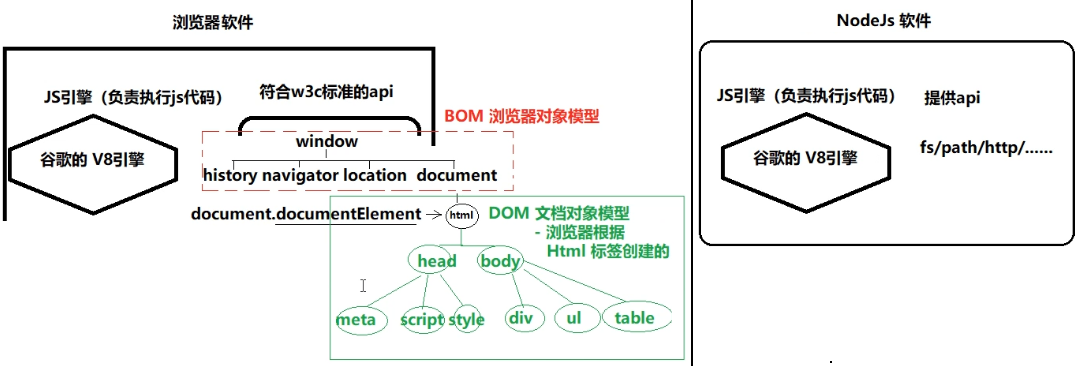 浏览器软件
JS引擎（负责执行js代码）
谷歌的 V8引擎
符合w3c标准的api
BOM 浏览器对象模型
window
history navigator location document
document.documentElement
html
DOM 文档对象模型
- 浏览器根据
Html 标签创建的
head body
meta script style div ul table
NodeJs 软件
JS引擎（负责执行js代码）
提供api
谷歌的 V8引擎
fs/path/http/......